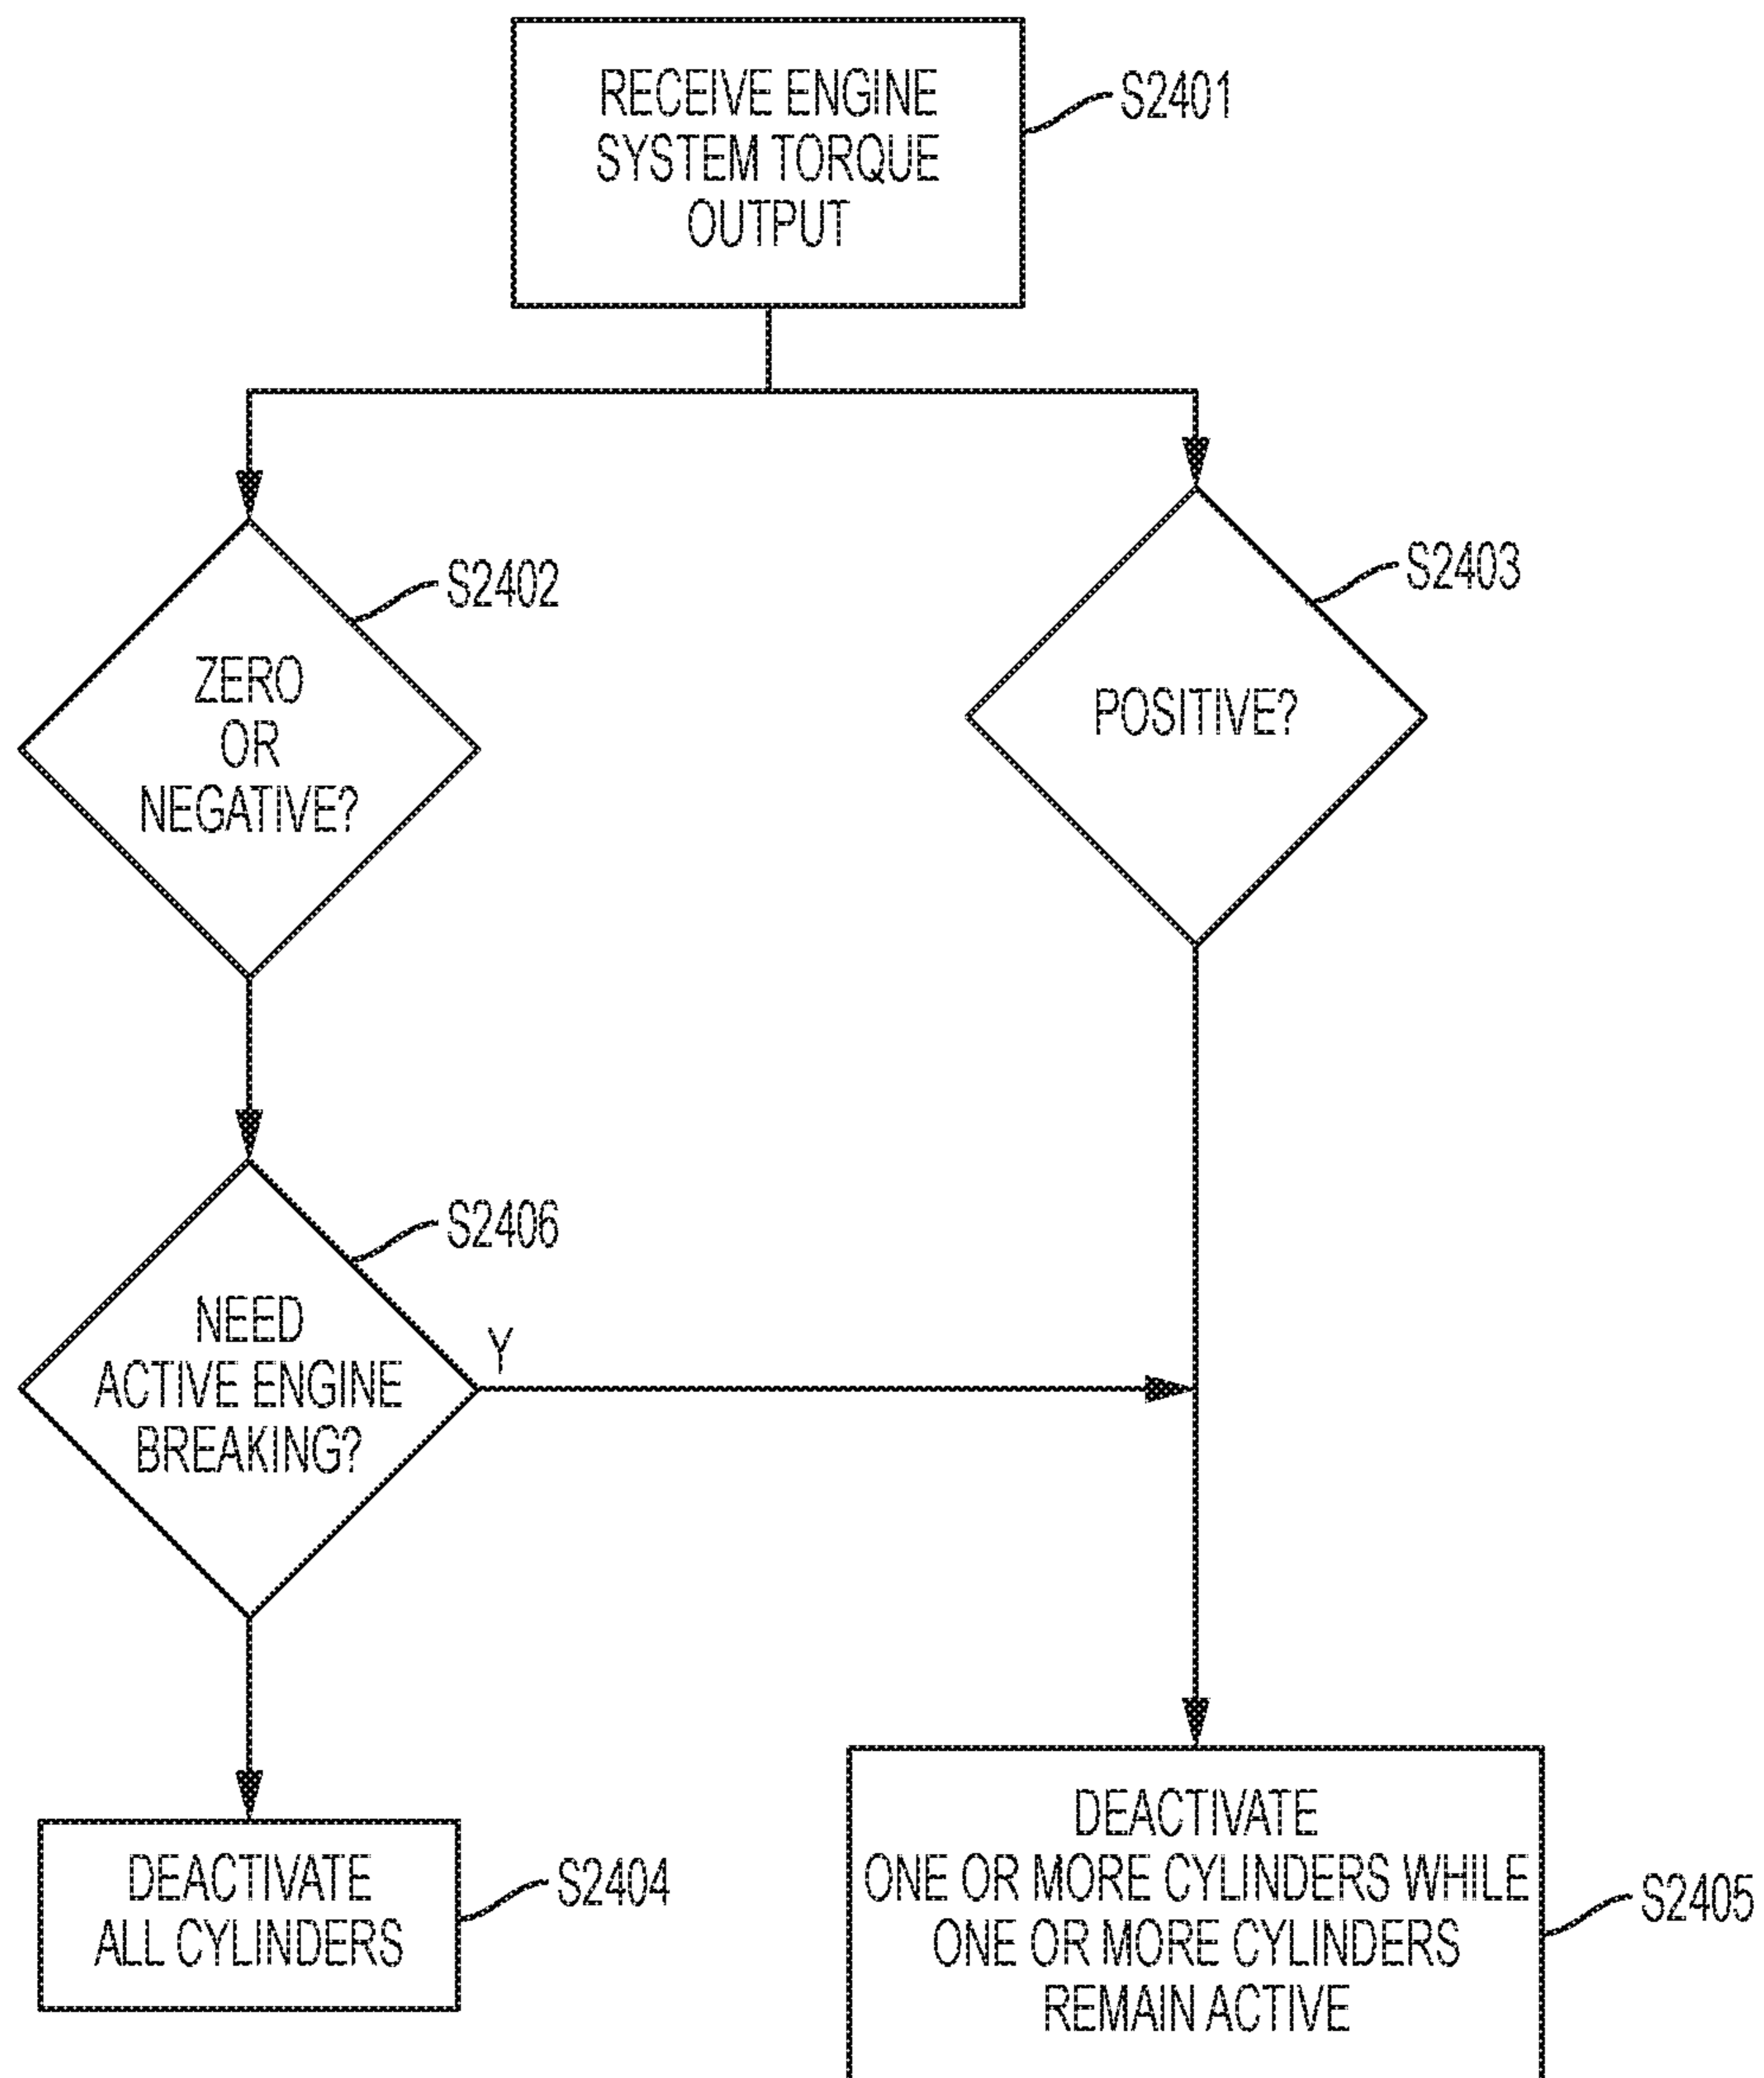 RECEIVE ENGINE
SYSTEM TORQUE
OUTPUT
S2401
S2402
ZERO
OR
NEGATIVE?
S2403
POSITIVE?
S2406
NEED
ACTIVE ENGINE
BREAKING?
Y
DEACTIVATE
ALL CYLINDERS
S2404
DEACTIVATE
ONE OR MORE CYLINDERS WHILE
ONE OR MORE CYLINDERS
REMAIN ACTIVE
S2405